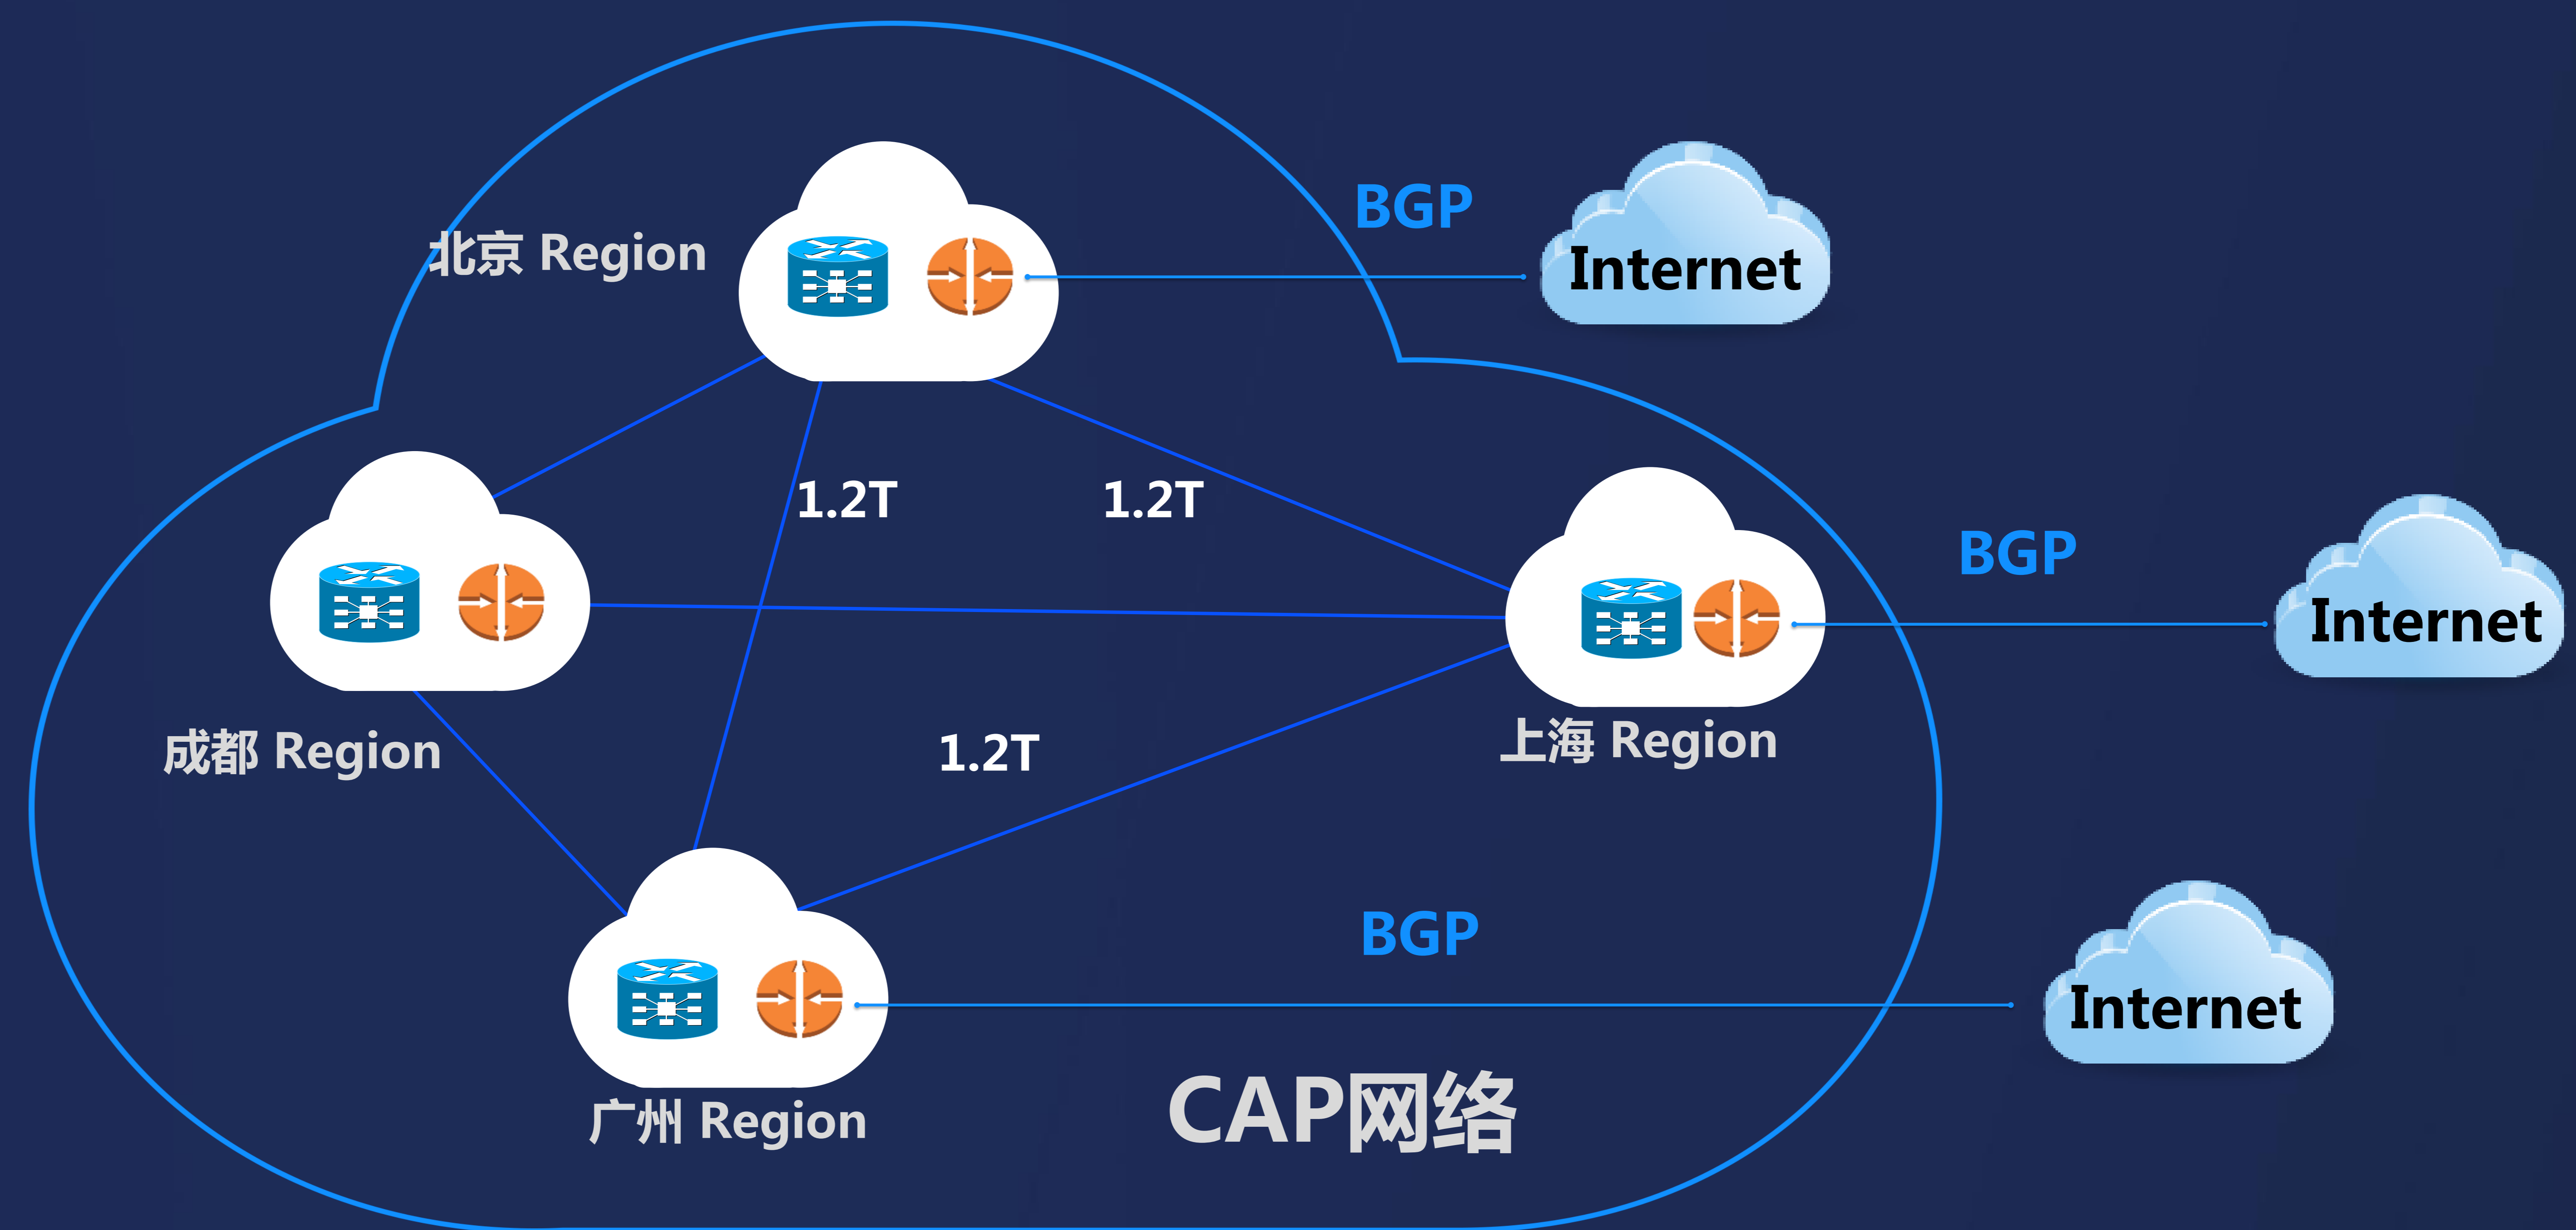 BGP
Internet
北京 Region
1.2T
1.2T
BGP
Internet
成都 Region
上海 Region
1.2T
BGP
Internet
广州 Region
CAP网络